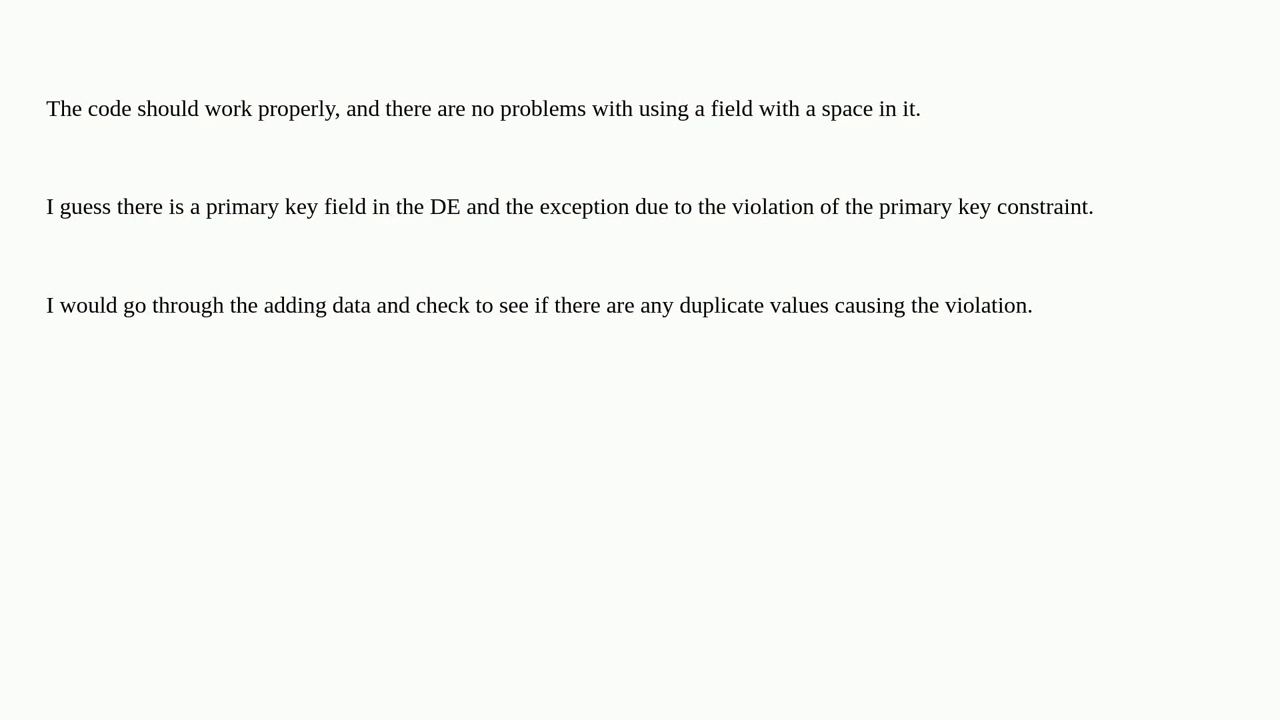 The code should work properly, and there are no problems with using a field with a space in it.
I guess there is a primary key field in the DE and the exception due to the violation of the primary key constraint.
I would go through the adding data and check to see if there are any duplicate values causing the violation.